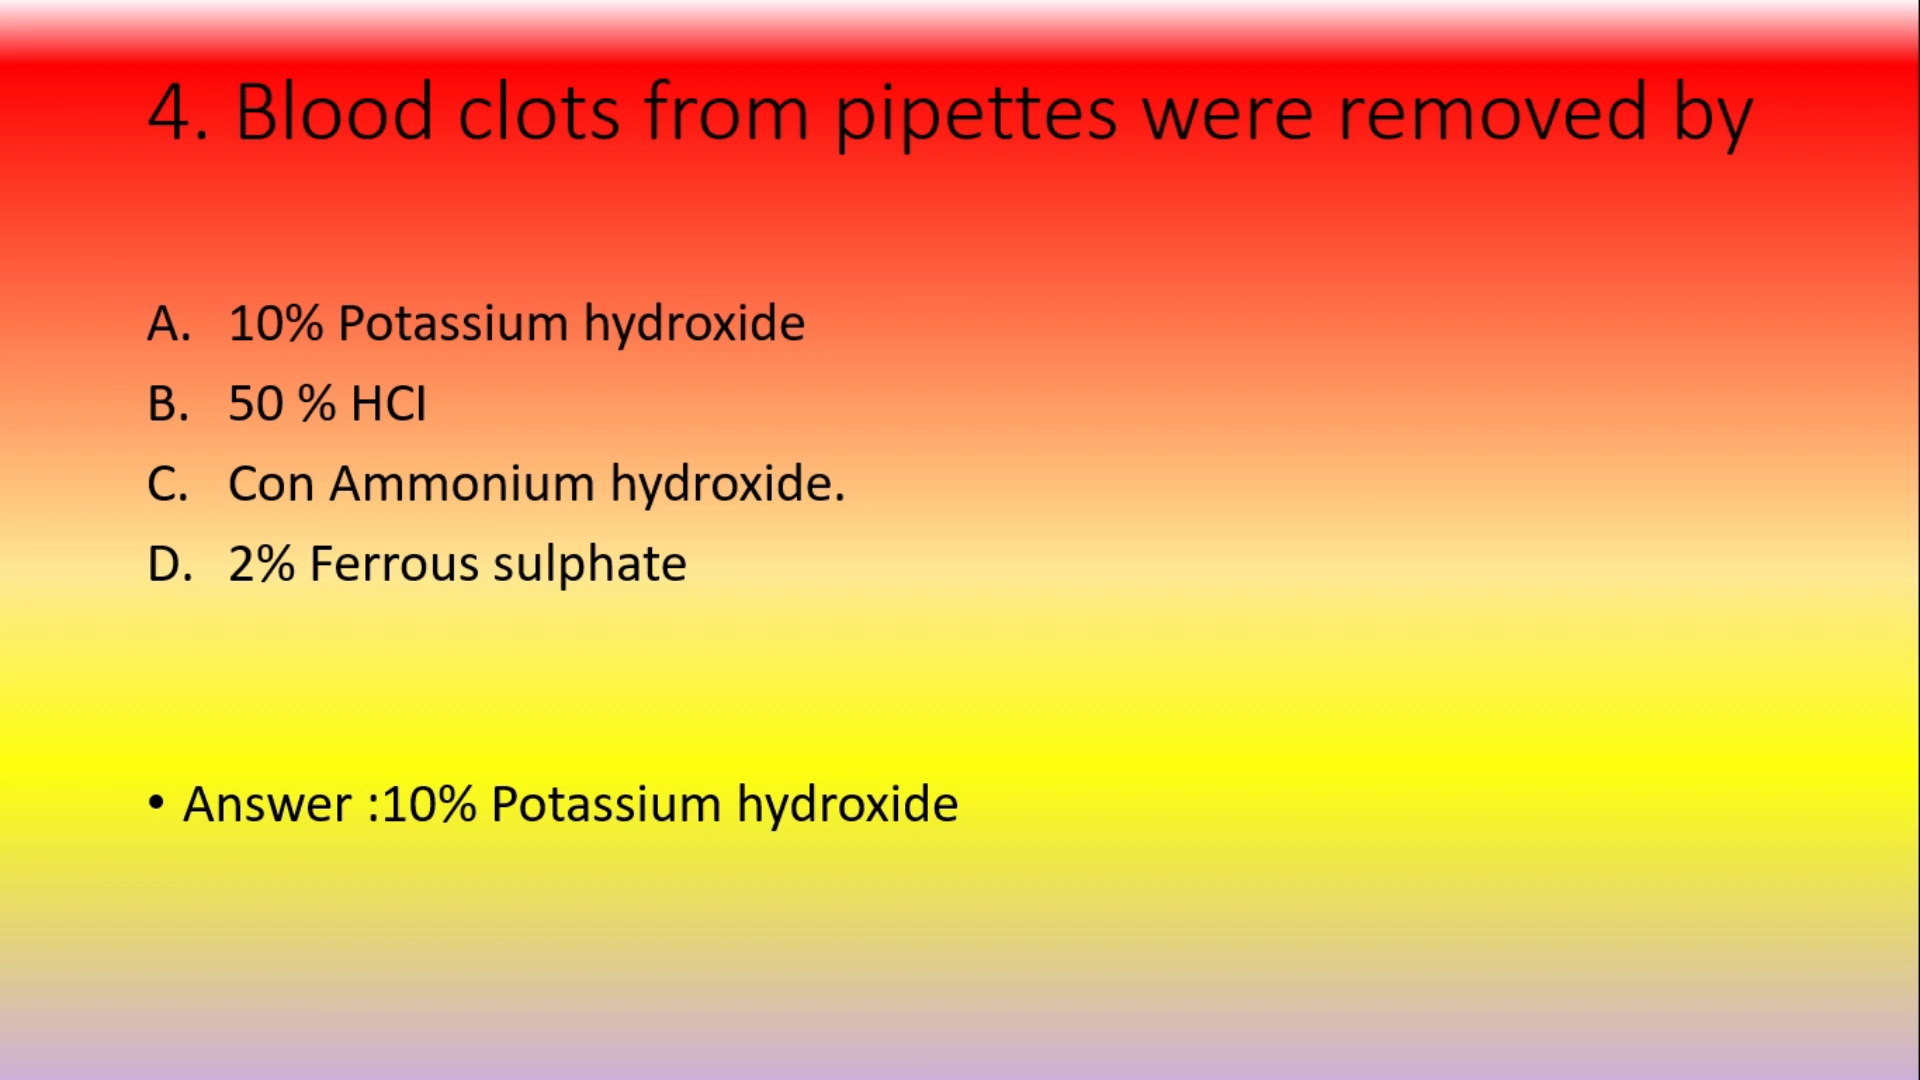 4. Blood clots from pipettes were removed by
A. 10% Potassium hydroxide
B. 50 % HCl
C. Con Ammonium hydroxide.
D. 2% Ferrous sulphate
• Answer :10% Potassium hydroxide